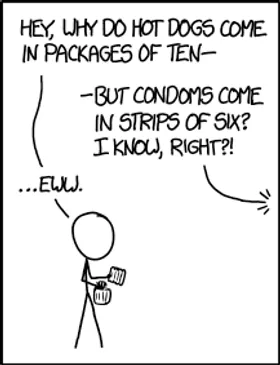 HEY, WHY DO HOT DOGS COME
IN PACKAGES OF TEN—
—BUT CONDOMS COME
IN STRIPS OF SIX?
I KNOW, RIGHT?!
...EWW.